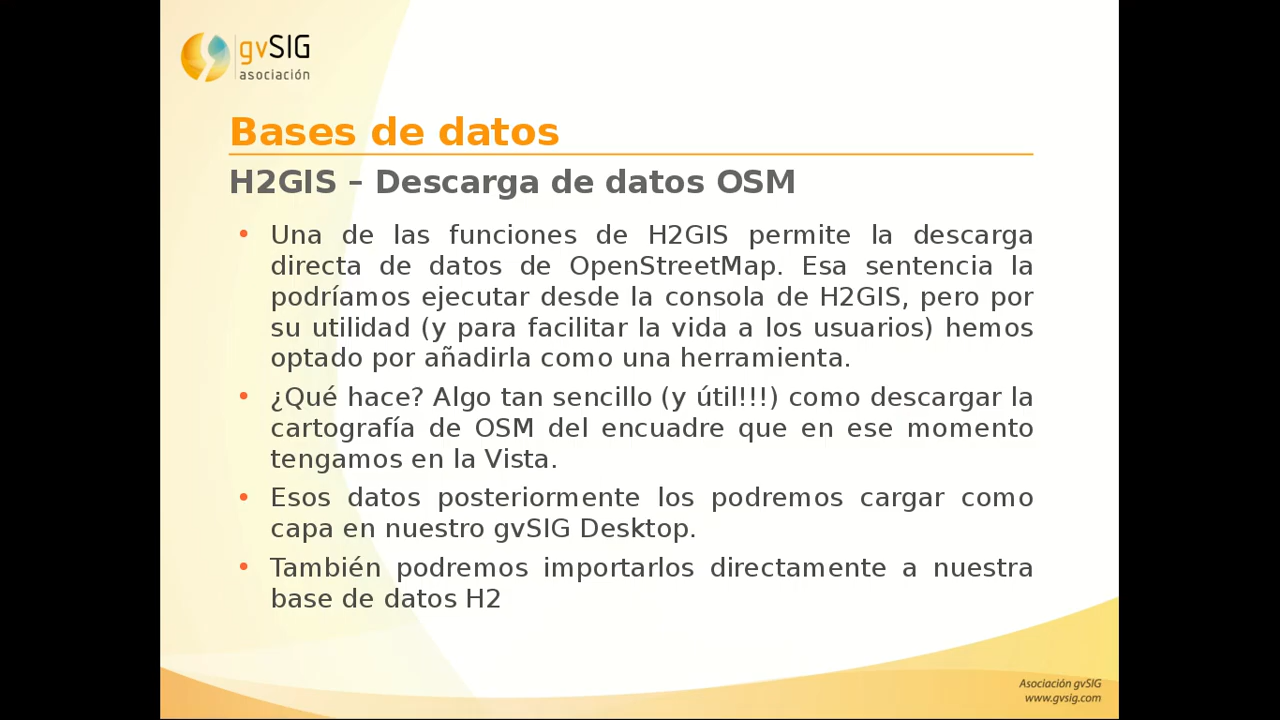 gvSIG
asociación
Bases de datos
H2GIS – Descarga de datos OSM
• Una de las funciones de H2GIS permite la descarga
directa de datos de OpenStreetMap. Esa sentencia la
podríamos ejecutar desde la consola de H2GIS, pero por
su utilidad (y para facilitar la vida a los usuarios) hemos
optado por añadirla como una herramienta.
• ¿Qué hace? Algo tan sencillo (y útil!!!) como descargar la
cartografía de OSM del encuadre que en ese momento
tengamos en la Vista.
• Esos datos posteriormente los podremos cargar como
capa en nuestro gvSIG Desktop.
• También podremos importarlos directamente a nuestra
base de datos H2
Asociación gvSIG
www.gvsig.com